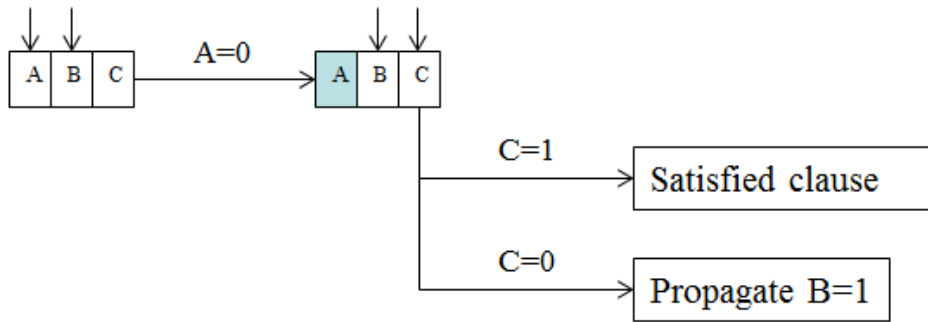 A B C
A=0
A B C
C=1
Satisfied clause
C=0
Propagate B=1